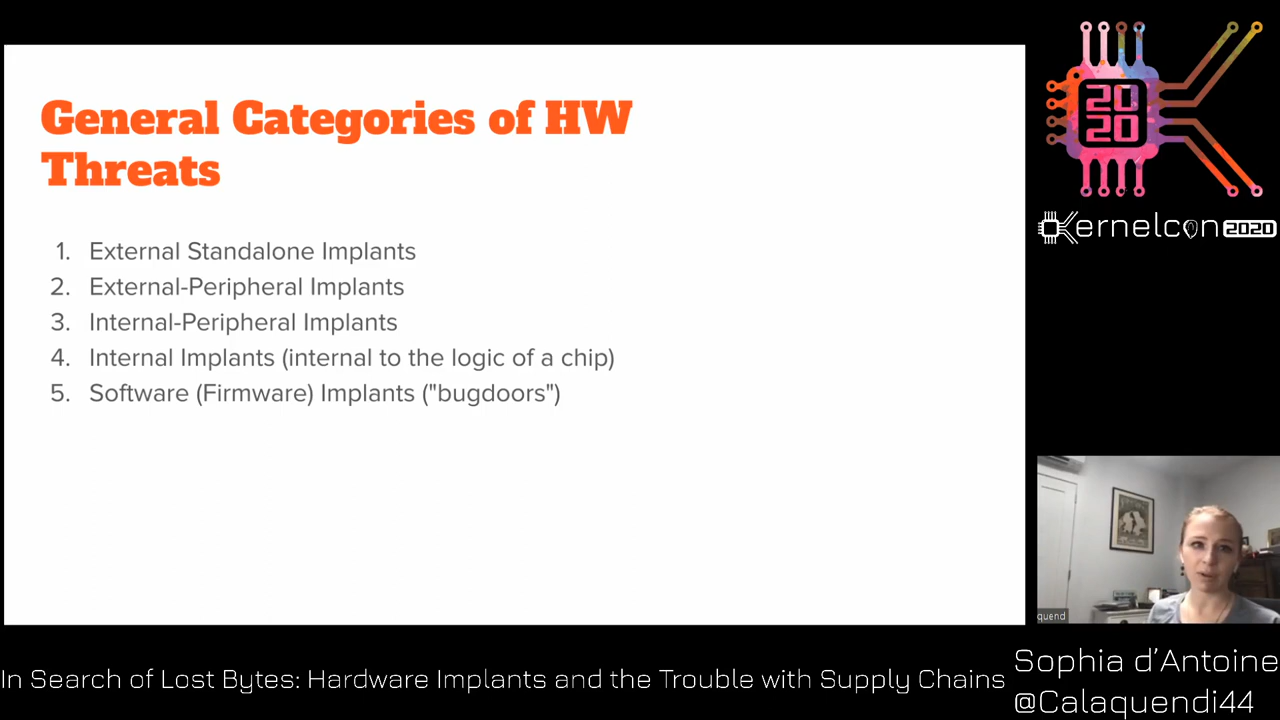 General Categories of HW
Threats
1. External Standalone Implants
2. External-Peripheral Implants
3. Internal-Peripheral Implants
4. Internal Implants (internal to the logic of a chip)
5. Software (Firmware) Implants ("bugdoors")
20
20
Kernelcon 2020
quend
In Search of Lost Bytes: Hardware Implants and the Trouble with Supply Chains
Sophia d'Antoine
@Calaquendi44